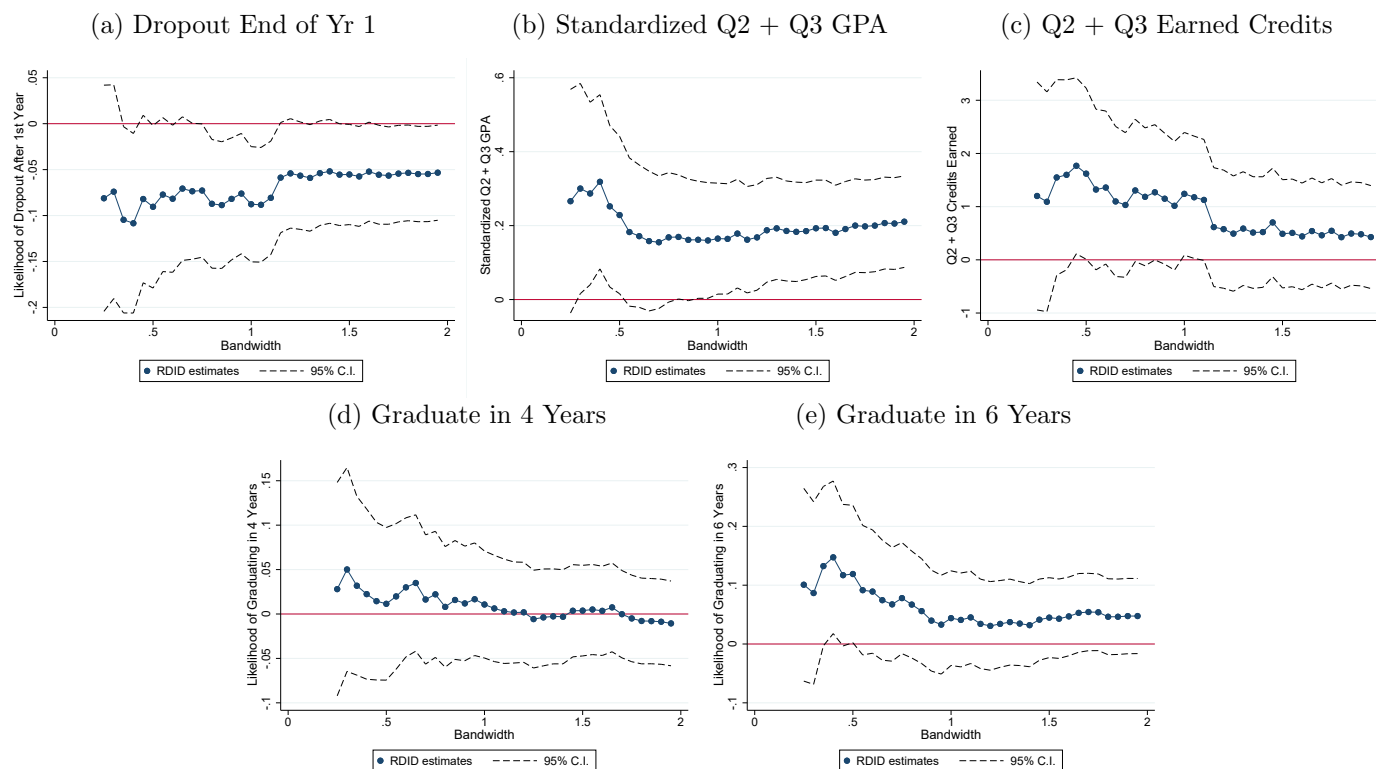 (a) Dropout End of Yr 1
Likelihood of Dropout After 1st Year
.05
0
-.05
-.1
-.15
-.2
0 .5 1 1.5 2
Bandwidth
RDID estimates 95% C.I.
(b) Standardized Q2 + Q3 GPA
Standardized Q2 + Q3 GPA
.6
.4
.2
0
0 .5 1 1.5 2
Bandwidth
RDID estimates 95% C.I.
(c) Q2 + Q3 Earned Credits
Q2 + Q3 Credits Earned
3
2
1
0
-1
0 .5 1 1.5 2
Bandwidth
RDID estimates 95% C.I.
(d) Graduate in 4 Years
Likelihood of Graduating in 4 Years
.15
.1
.05
0
-.05
-.1
0 .5 1 1.5 2
Bandwidth
RDID estimates 95% C.I.
(e) Graduate in 6 Years
Likelihood of Graduating in 6 Years
.3
.2
.1
0
-.1
0 .5 1 1.5 2
Bandwidth
RDID estimates 95% C.I.